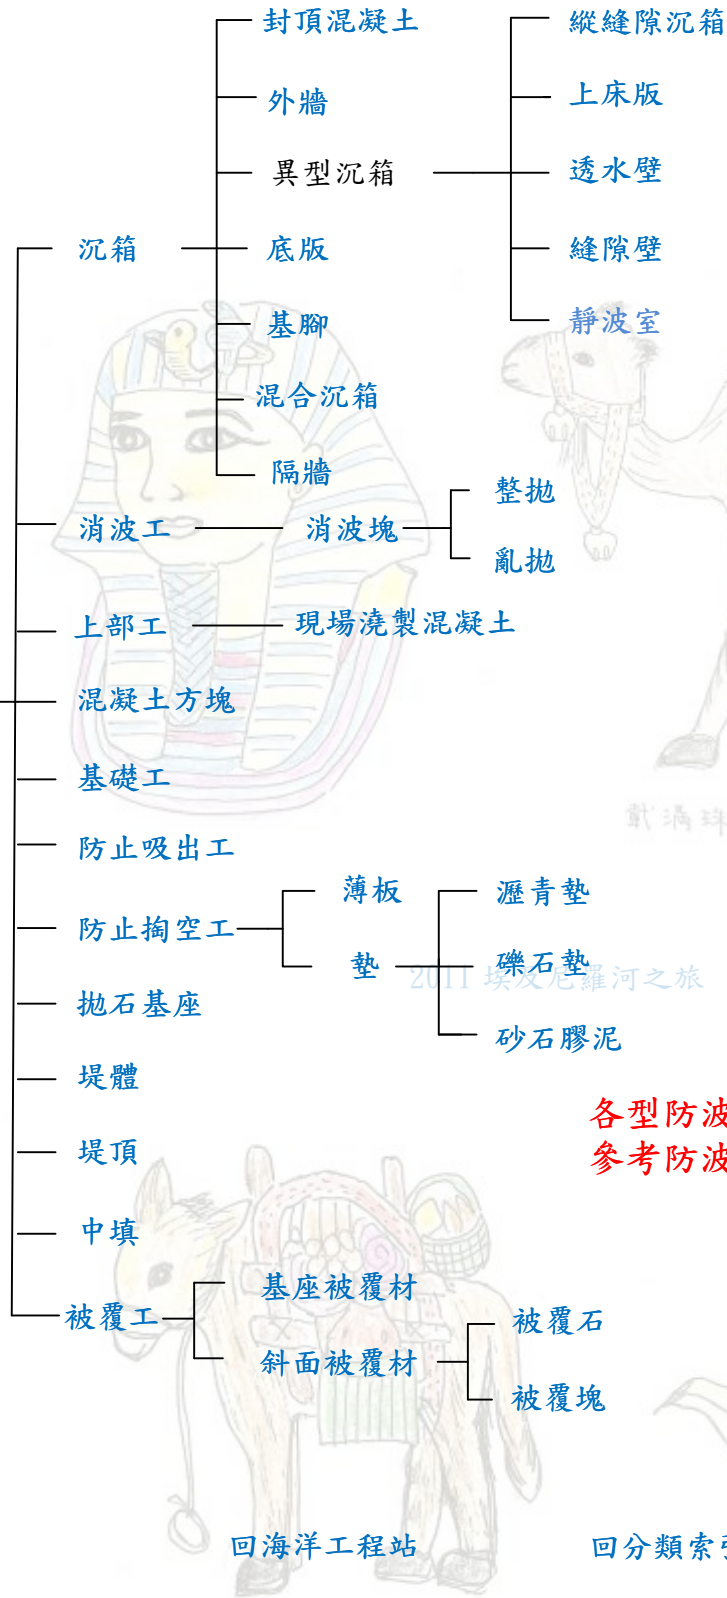 封頂混凝土
縱縫隙沉箱
外牆
上床版
異型沉箱
透水壁
沉箱
底版
縫隙壁
基腳
靜波室
混合沉箱
隔牆
整拋
消波工
消波塊
亂拋
上部工
現場澆製混凝土
混凝土方塊
基礎工
戴滿珠
防止吸出工
薄板
瀝青墊
防止掏空工
墊
礫石墊
2011 埃及尼羅河之旅
拋石基座
砂石膠泥
堤體
各型防波
堤頂
參考防波
中填
基座被覆材
被覆工
被覆石
斜面被覆材
被覆塊
回海洋工程站
回分類索引